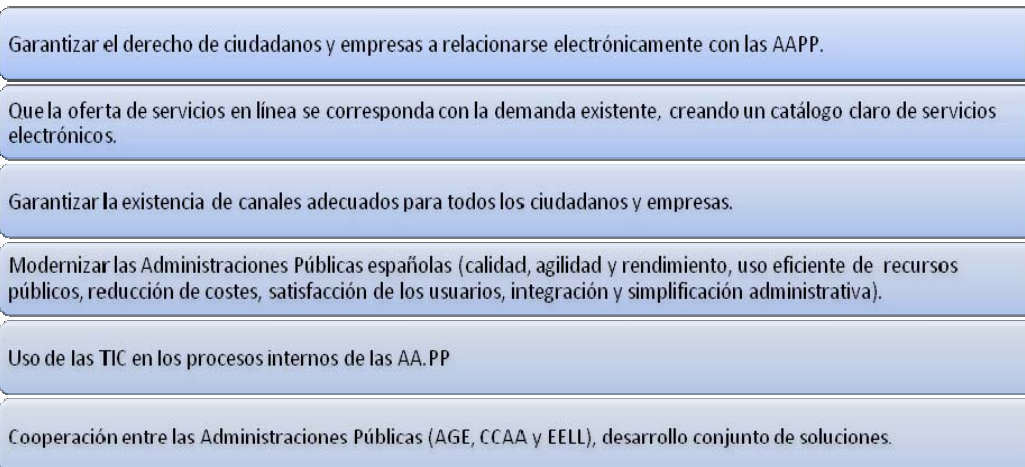 Garantizar el derecho de ciudadanos y empresas a relacionarse electrónicamente con las AAPP.
Que la oferta de servicios en línea se corresponda con la demanda existente, creando un catálogo claro de servicios
electrónicos.
Garantizar la existencia de canales adecuados para todos los ciudadanos y empresas.
Modernizar las Administraciones Públicas españolas (calidad, agilidad y rendimiento, uso eficiente de recursos
públicos, reducción de costes, satisfacción de los usuarios, integración y simplificación administrativa).
Uso de las TIC en los procesos internos de las AA.PP
Cooperación entre las Administraciones Públicas (AGE, CCAA y EELL), desarrollo conjunto de soluciones.